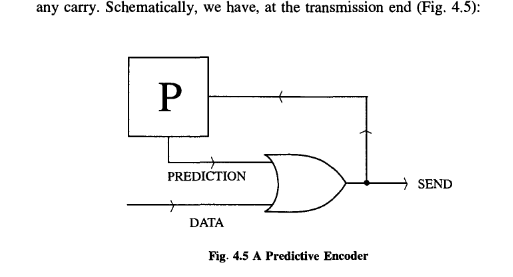 any carry. Schematically, we have, at the transmission end (Fig. 4.5):
P
PREDICTION
SEND
DATA
Fig. 4.5 A Predictive Encoder